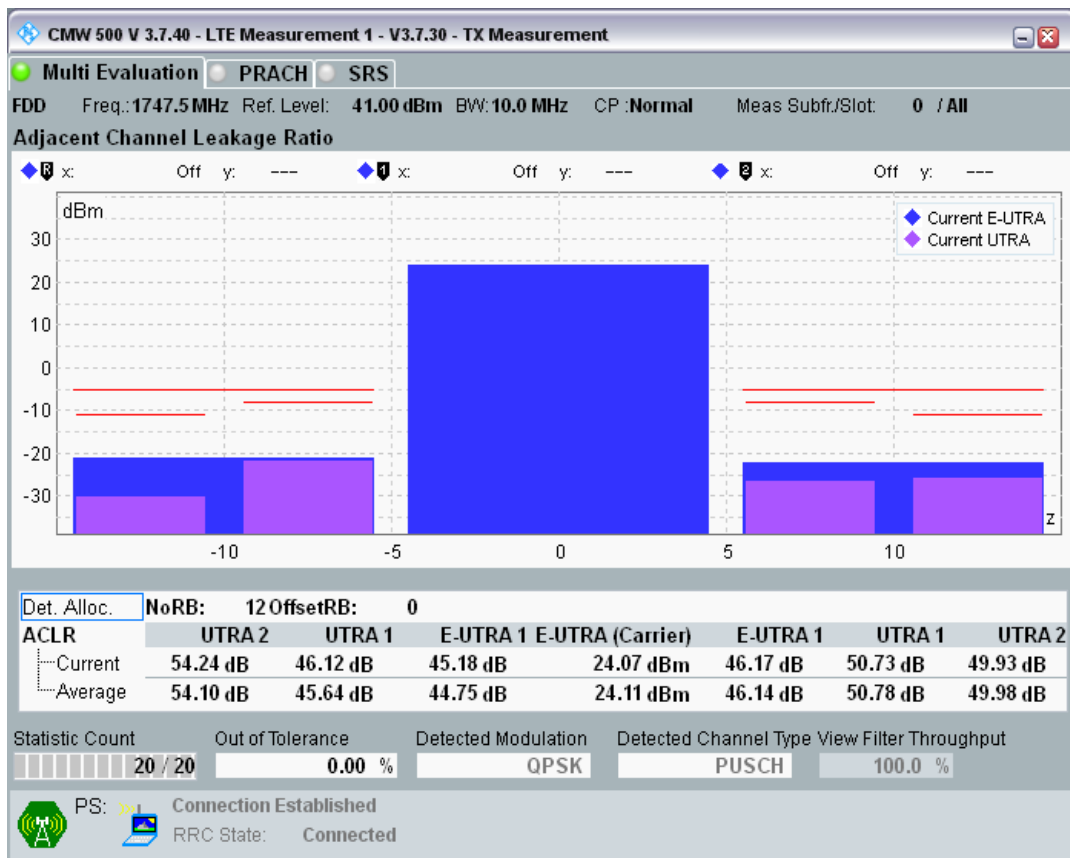 CMW 500 V 3.7.40 - LTE Measurement 1 - V3.7.30 - TX Measurement
Multi Evaluation PRACH SRS
FDD Freq.: 1747.5 MHz Ref. Level: 41.00 dBm BW: 10.0 MHz CP :Normal Meas Subfr./Slot: 0 / All
Adjacent Channel Leakage Ratio
R x: Off y: --- 1 x: Off y: --- 2 x: Off y: ---
dBm
Current E-UTRA
Current UTRA
30
20
10
0
-10
-20
-30
z
-10 -5 0 5 10
Det. Alloc. NoRB: 12 OffsetRB: 0
ACLR UTRA 2 UTRA 1 E-UTRA 1 E-UTRA (Carrier) E-UTRA 1 UTRA 1 UTRA 2
Current 54.24 dB 46.12 dB 45.18 dB 24.07 dBm 46.17 dB 50.73 dB 49.93 dB
Average 54.10 dB 45.64 dB 44.75 dB 24.11 dBm 46.14 dB 50.78 dB 49.98 dB
Statistic Count Out of Tolerance Detected Modulation Detected Channel Type View Filter Throughput
20 / 20 0.00 % QPSK PUSCH 100.0 %
PS: Connection Established
RRC State: Connected